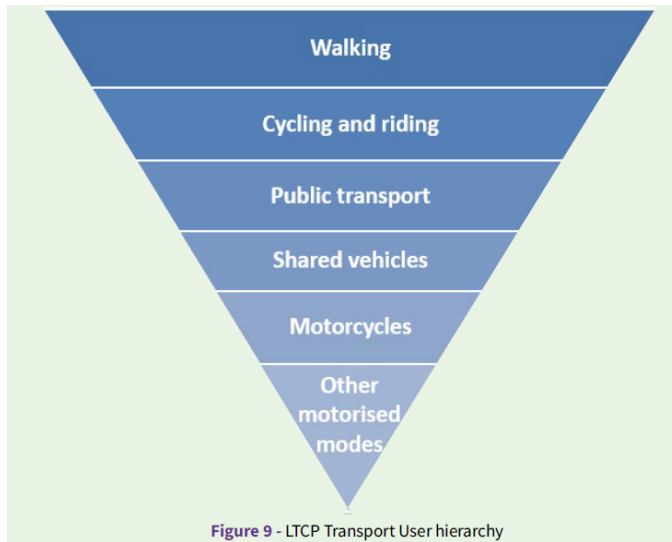 Walking
Cycling and riding
Public transport
Shared vehicles
Motorcycles
Other
motorised
modes
Figure 9 - LTCP Transport User hierarchy